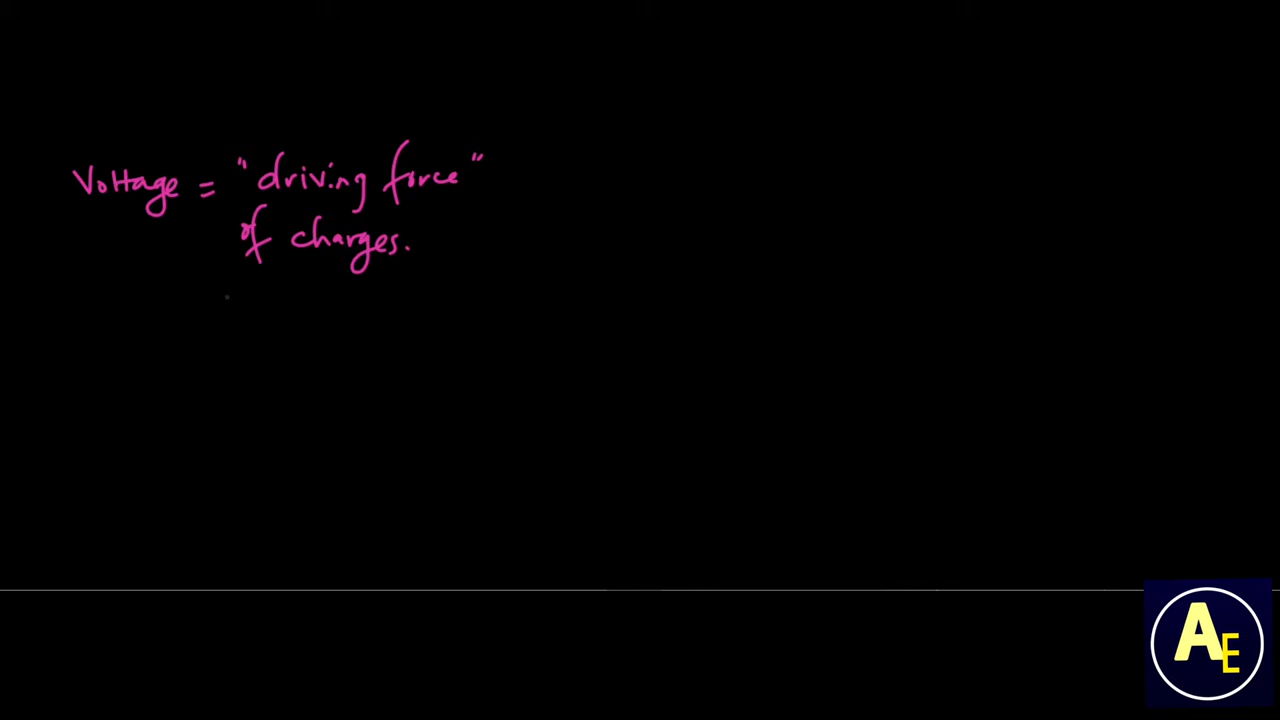 Voltage = "driving force"
of charges.
AE